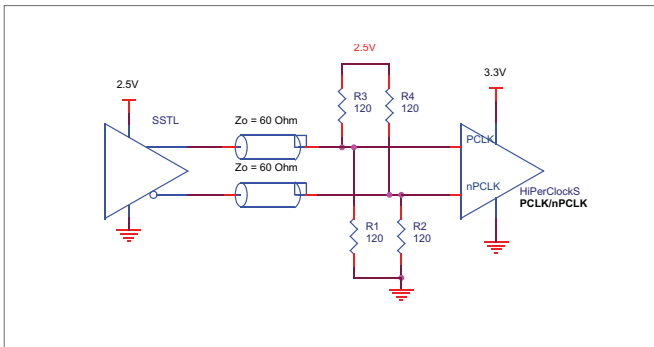 2.5V
2.5V
3.3V
SSTL
R3
120
R4
120
Zo = 60 Ohm
PCLK
Zo = 60 Ohm
nPCLK
HiPerClockS
PCLK/nPCLK
R1
120
R2
120